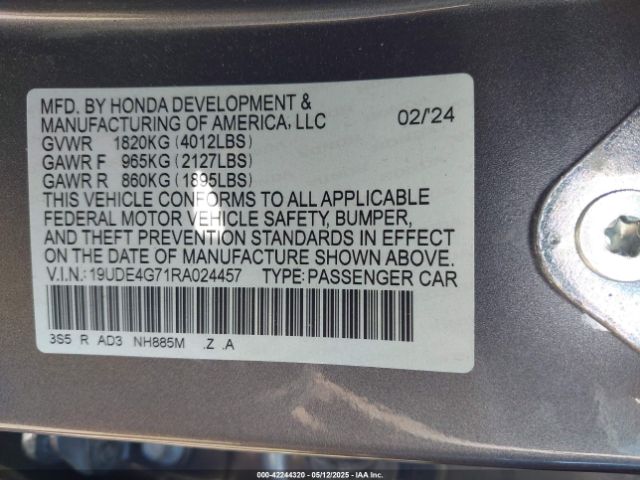 MFD. BY HONDA DEVELOPMENT &
MANUFACTURING OF AMERICA, LLC 02/'24
GVWR 1820KG (4012LBS)
GAWR F 965KG (2127LBS)
GAWR R 860KG (1895LBS)
THIS VEHICLE CONFORMS TO ALL APPLICABLE
FEDERAL MOTOR VEHICLE SAFETY, BUMPER,
AND THEFT PREVENTION STANDARDS IN EFFECT
ON THE DATE OF MANUFACTURE SHOWN ABOVE.
V.I.N.: 19UDE4G71RA024457 TYPE: PASSENGER CAR
3S5 R AD3 NH885M .Z .A
000-42244320 05/12/2025 IAA Inc.